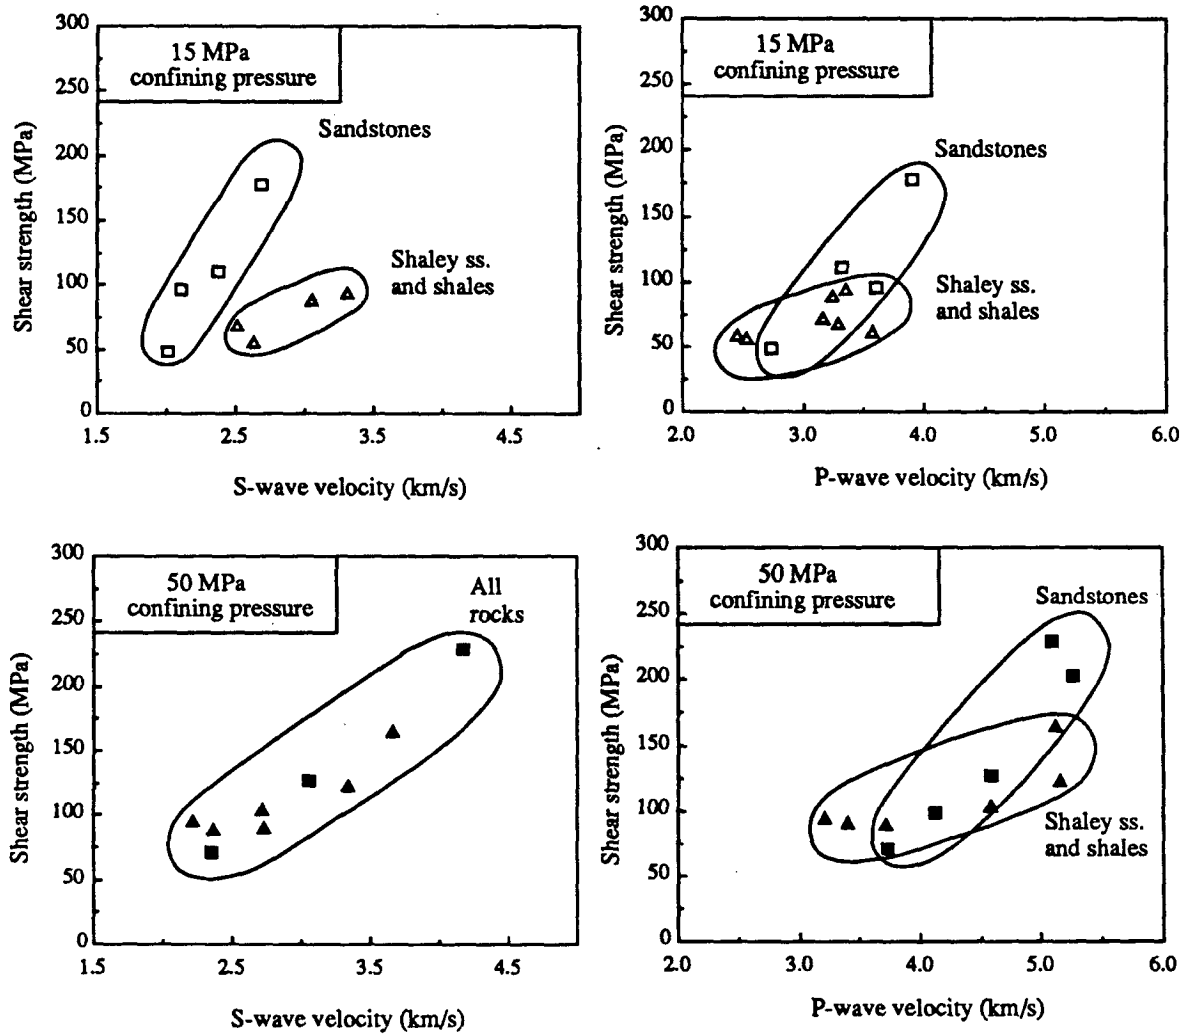 300
250
200
150
100
50
0
Shear strength (MPa)
15 MPa
confining pressure
Sandstones
Shaley ss.
and shales
1.5
2.5
3.5
4.5
S-wave velocity (km/s)
300
250
200
150
100
50
0
Shear strength (MPa)
15 MPa
confining pressure
Sandstones
Shaley ss.
and shales
2.0
3.0
4.0
5.0
6.0
P-wave velocity (km/s)
300
250
200
150
100
50
0
Shear strength (MPa)
50 MPa
confining pressure
All
rocks
1.5
2.5
3.5
4.5
S-wave velocity (km/s)
300
250
200
150
100
50
0
Shear strength (MPa)
50 MPa
confining pressure
Sandstones
Shaley ss.
and shales
2.0
3.0
4.0
5.0
6.0
P-wave velocity (km/s)